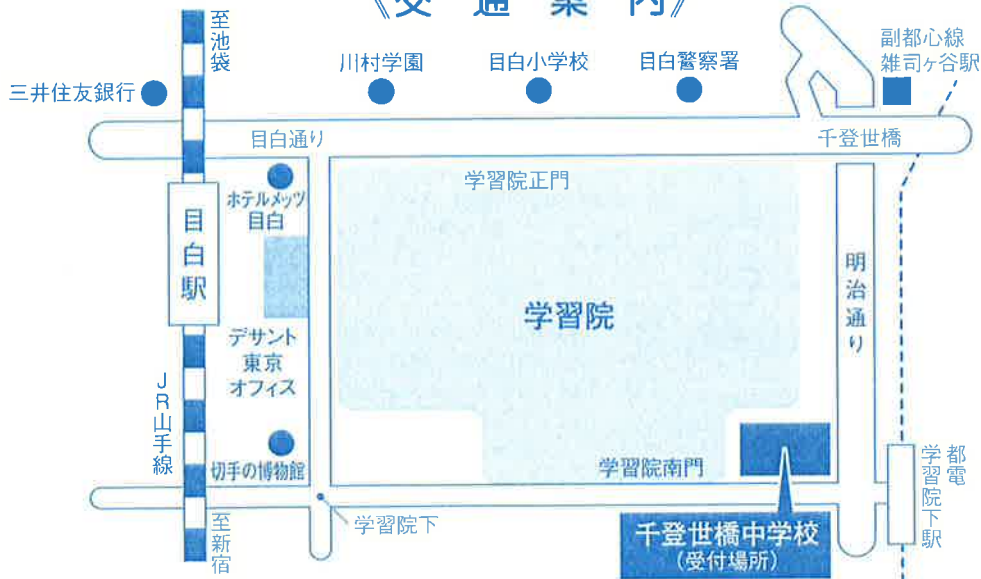 《交通案内》
至池袋
三井住友銀行
川村学園
目白小学校
目白警察署
副都心線
雑司ヶ谷駅
目白通り
千登世橋
学習院正門
ホテルメッツ
目白
目白駅
学習院
明治通り
デサント
東京
オフィス
JR山手線
切手の博物館
学習院南門
都電
学習院下駅
学習院下
千登世橋中学校
(受付場所)
至新宿